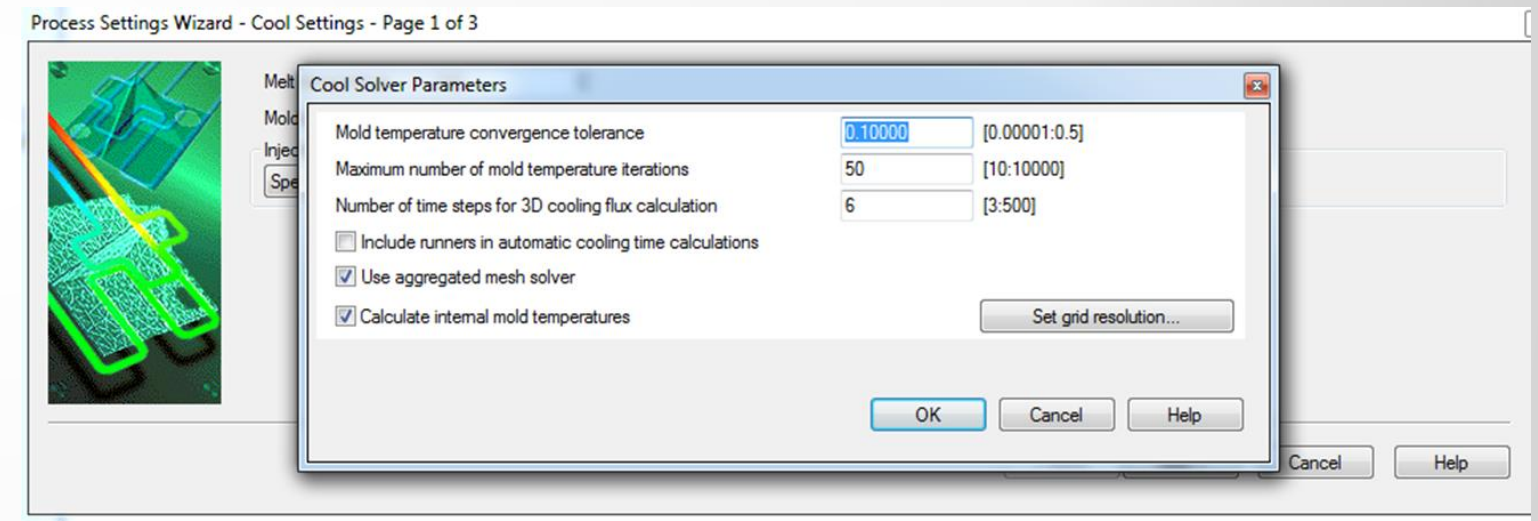 Process Settings Wizard - Cool Settings - Page 1 of 3
Melt
Cool Solver Parameters
Mold temperature convergence tolerance 0.10000 [0.00001:0.5]
Maximum number of mold temperature iterations 50 [10:10000]
Number of time steps for 3D cooling flux calculation 6 [3:500]
Include runners in automatic cooling time calculations
Use aggregated mesh solver
Calculate internal mold temperatures Set grid resolution...
OK Cancel Help
Cancel Help